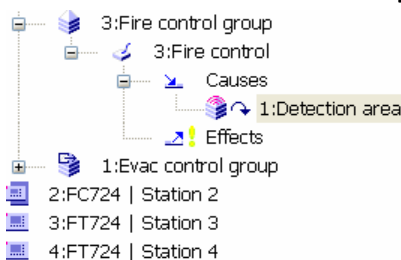 3:Fire control group
3:Fire control
Causes
1:Detection area
Effects
1:Evac control group
2:FC724 | Station 2
3:FT724 | Station 3
4:FT724 | Station 4